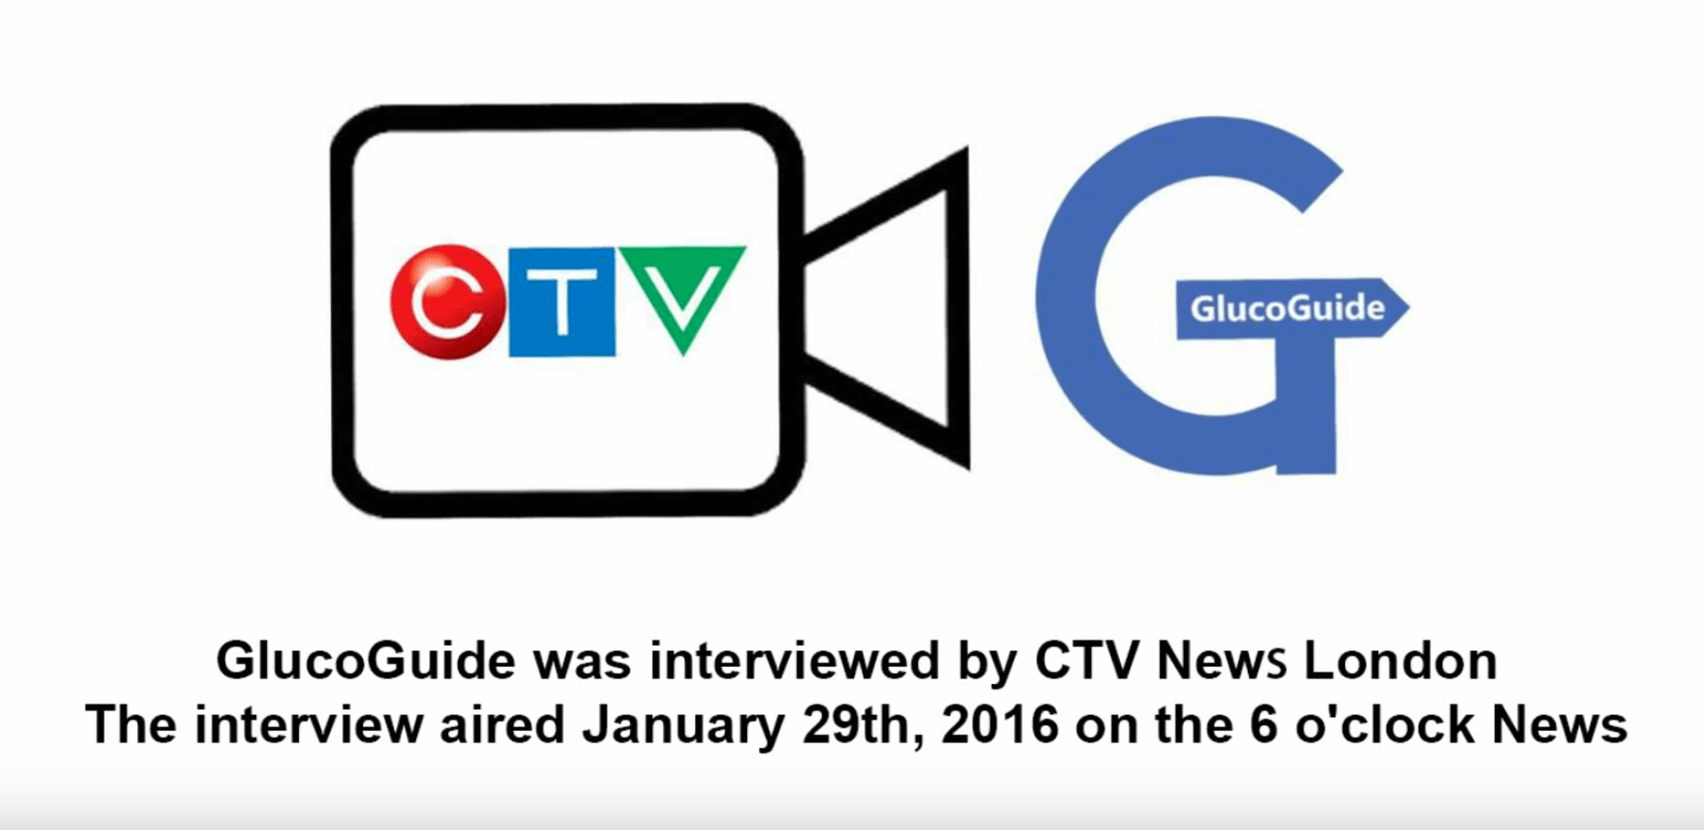 CTV
GlucoGuide
GlucoGuide was interviewed by CTV News London
The interview aired January 29th, 2016 on the 6 o'clock News